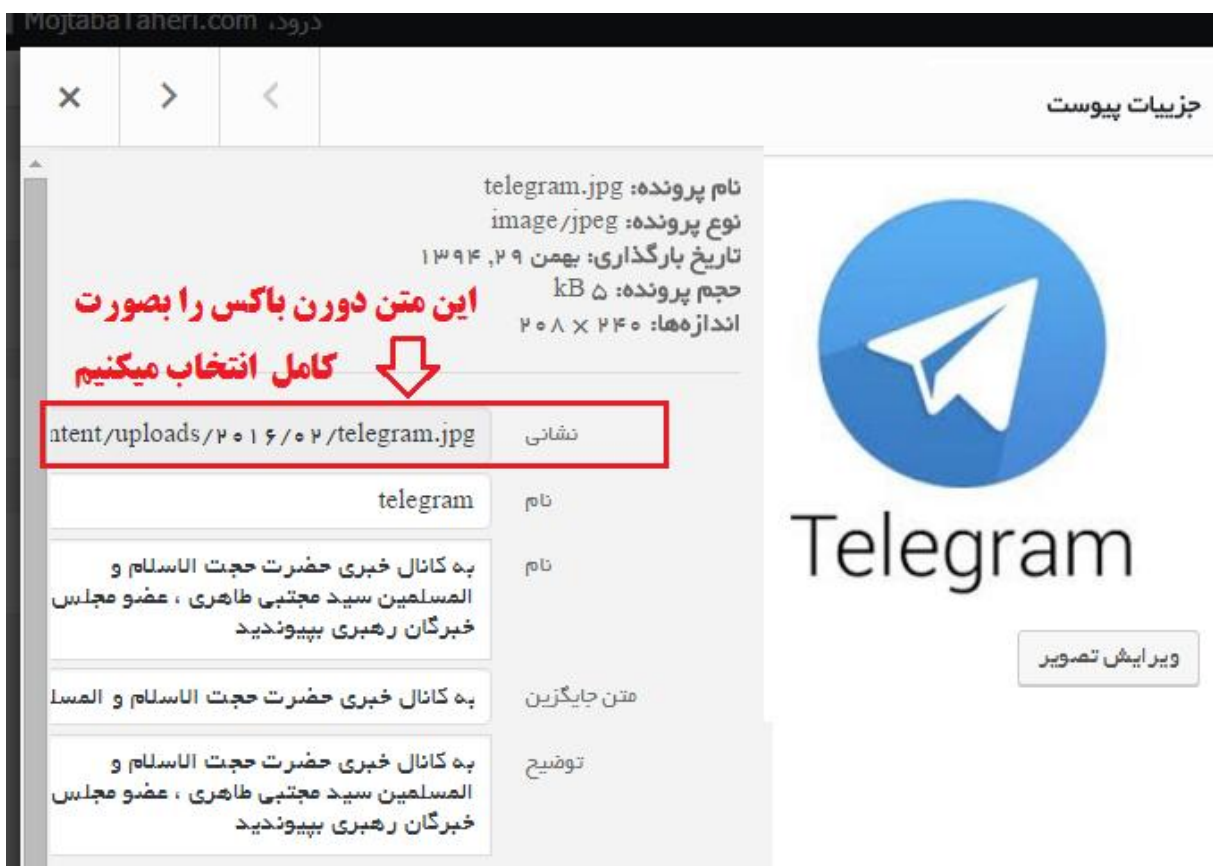 درود، MojtabaTaheri.com
جزییات پیوست
نام پرونده: telegram.jpg
نوع پرونده: image/jpeg
تاریخ بارگذاری: بهمن ۲۹, ۱۳۹۴
حجم پرونده: ۵ kB
اندازه‌ها: ۲۴۰ × ۲۰۸
این متن دورن باکس را بصورت
کامل انتخاب میکنیم
نشانی
ntent/uploads/۲۰۱۶/۰۲/telegram.jpg
نام
telegram
نام
به کانال خبری حضرت حجت الاسلام و
المسلمین سید مجتبی طاهری ، عضو مجلس
خبرگان رهبری بپیوندید
متن جایگزین
به کانال خبری حضرت حجت الاسلام و المسل
توضیح
به کانال خبری حضرت حجت الاسلام و
المسلمین سید مجتبی طاهری ، عضو مجلس
خبرگان رهبری بپیوندید
Telegram
ویرایش تصویر